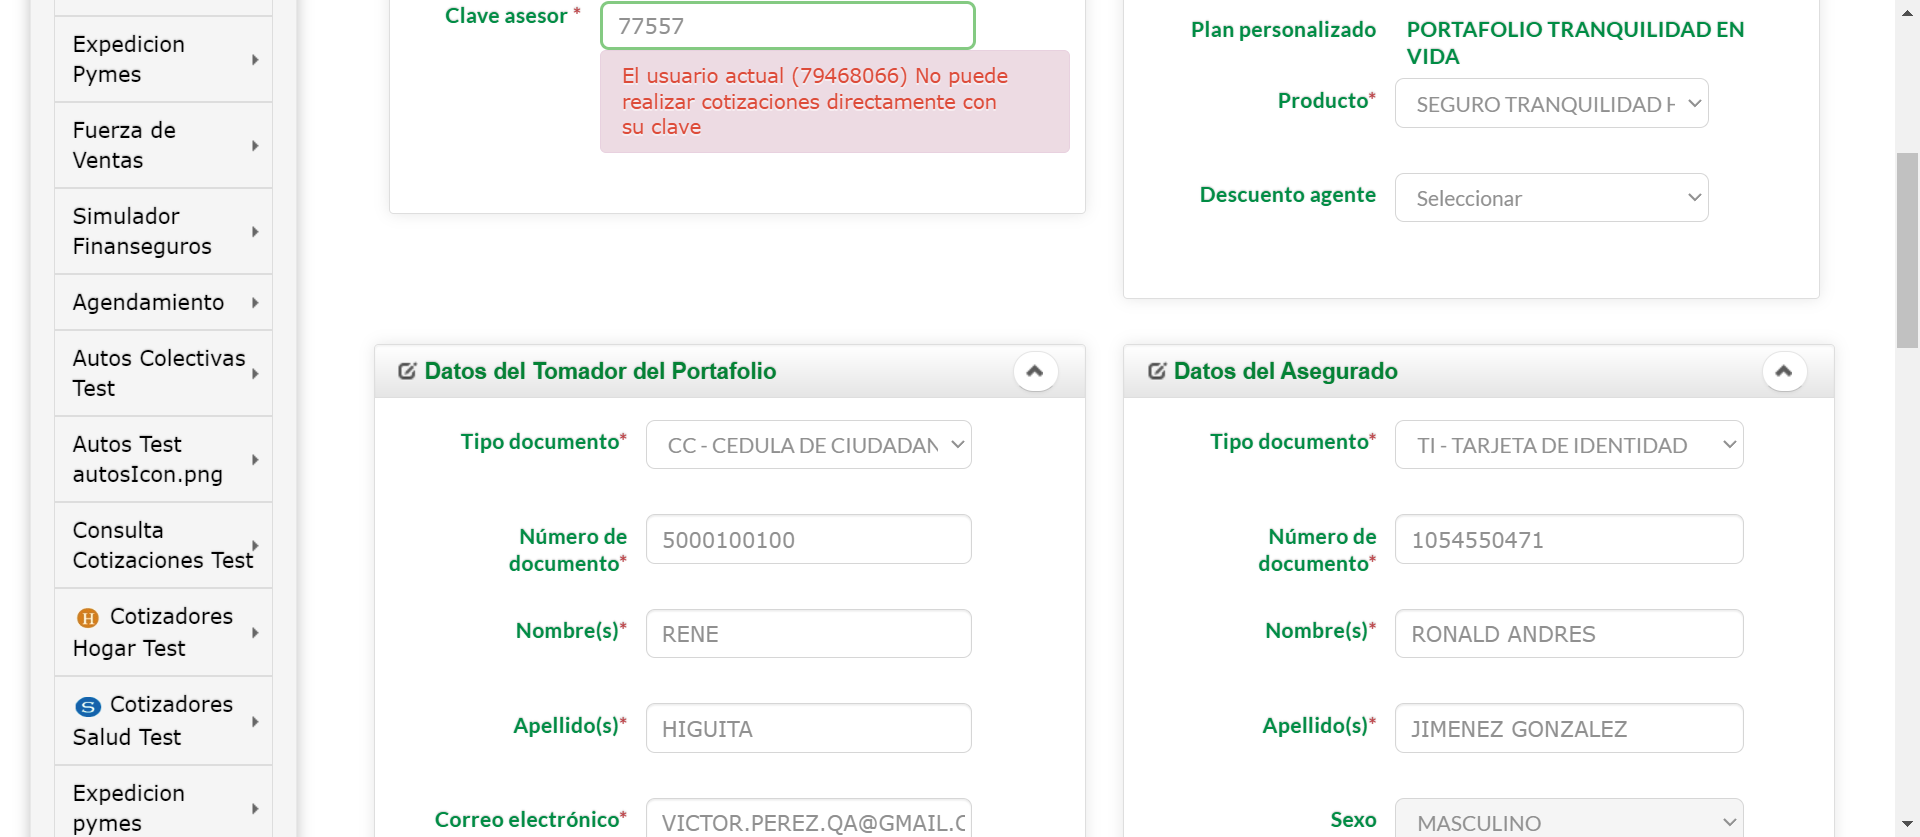 Expedicion
Pymes
Fuerza de
Ventas
Simulador
Finanseguros
Agendamiento
Autos Colectivas
Test
Autos Test
autosIcon.png
Consulta
Cotizaciones Test
H Cotizadores
Hogar Test
S Cotizadores
Salud Test
Expedicion
pymes
Clave asesor *
77557
El usuario actual (79468066) No puede
realizar cotizaciones directamente con
su clave
Plan personalizado
PORTAFOLIO TRANQUILIDAD EN
VIDA
Producto*
SEGURO TRANQUILIDAD H
Descuento agente
Seleccionar
Datos del Tomador del Portafolio
Tipo documento*
CC - CEDULA DE CIUDADAN
Número de
documento*
5000100100
Nombre(s)*
RENE
Apellido(s)*
HIGUITA
Correo electrónico*
VICTOR.PEREZ.QA@GMAIL.C
Datos del Asegurado
Tipo documento*
TI - TARJETA DE IDENTIDAD
Número de
documento*
1054550471
Nombre(s)*
RONALD ANDRES
Apellido(s)*
JIMENEZ GONZALEZ
Sexo
MASCULINO